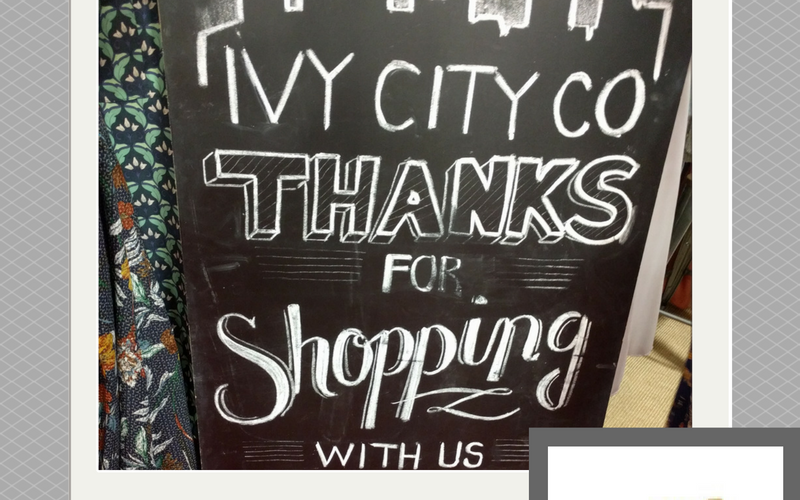 IVY CITY CO
THANKS
FOR
Shopping
WITH US